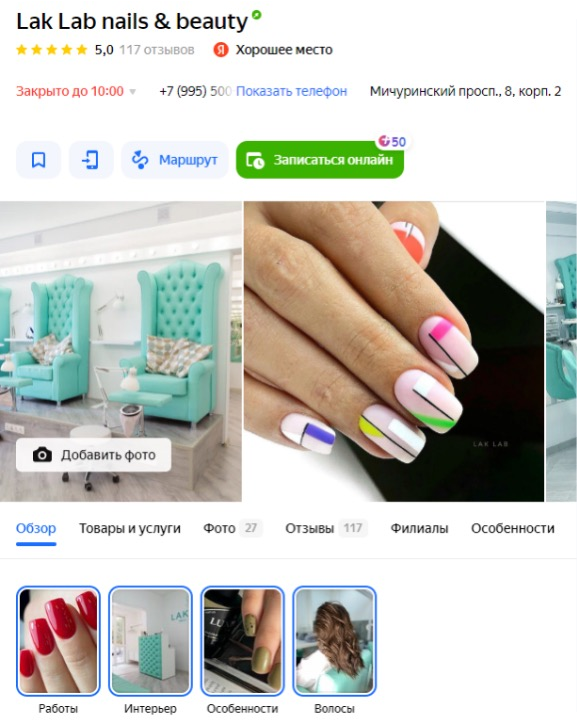 Lak Lab nails & beauty
5,0 117 отзывов Я Хорошее место
Закрыто до 10:00 +7 (995) 500 Показать телефон Мичуринский просп., 8, корп. 2
50
Маршрут Записаться онлайн
LAK LAB
Добавить фото
Обзор Товары и услуги Фото 27 Отзывы 117 Филиалы Особенности
LAK
LU
Работы Интерьер Особенности Волосы